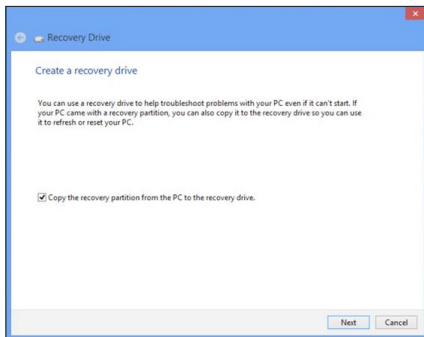 Recovery Drive
Create a recovery drive
You can use a recovery drive to help troubleshoot problems with your PC even if it can't start. If
your PC came with a recovery partition, you can also copy it to the recovery drive so you can use
it to refresh or reset your PC.
Copy the recovery partition from the PC to the recovery drive.
Next Cancel